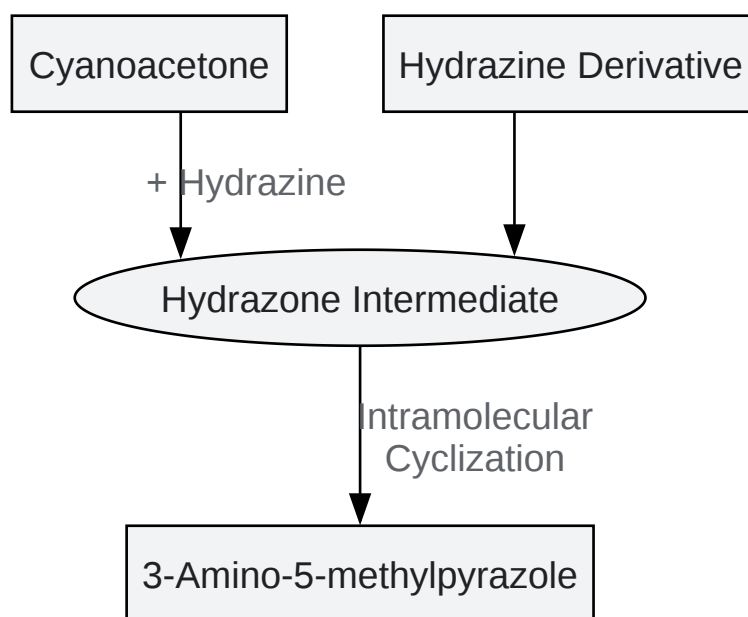 Cyanoacetone
Hydrazine Derivative
+ Hydrazine
Hydrazone Intermediate
Intramolecular
Cyclization
3-Amino-5-methylpyrazole